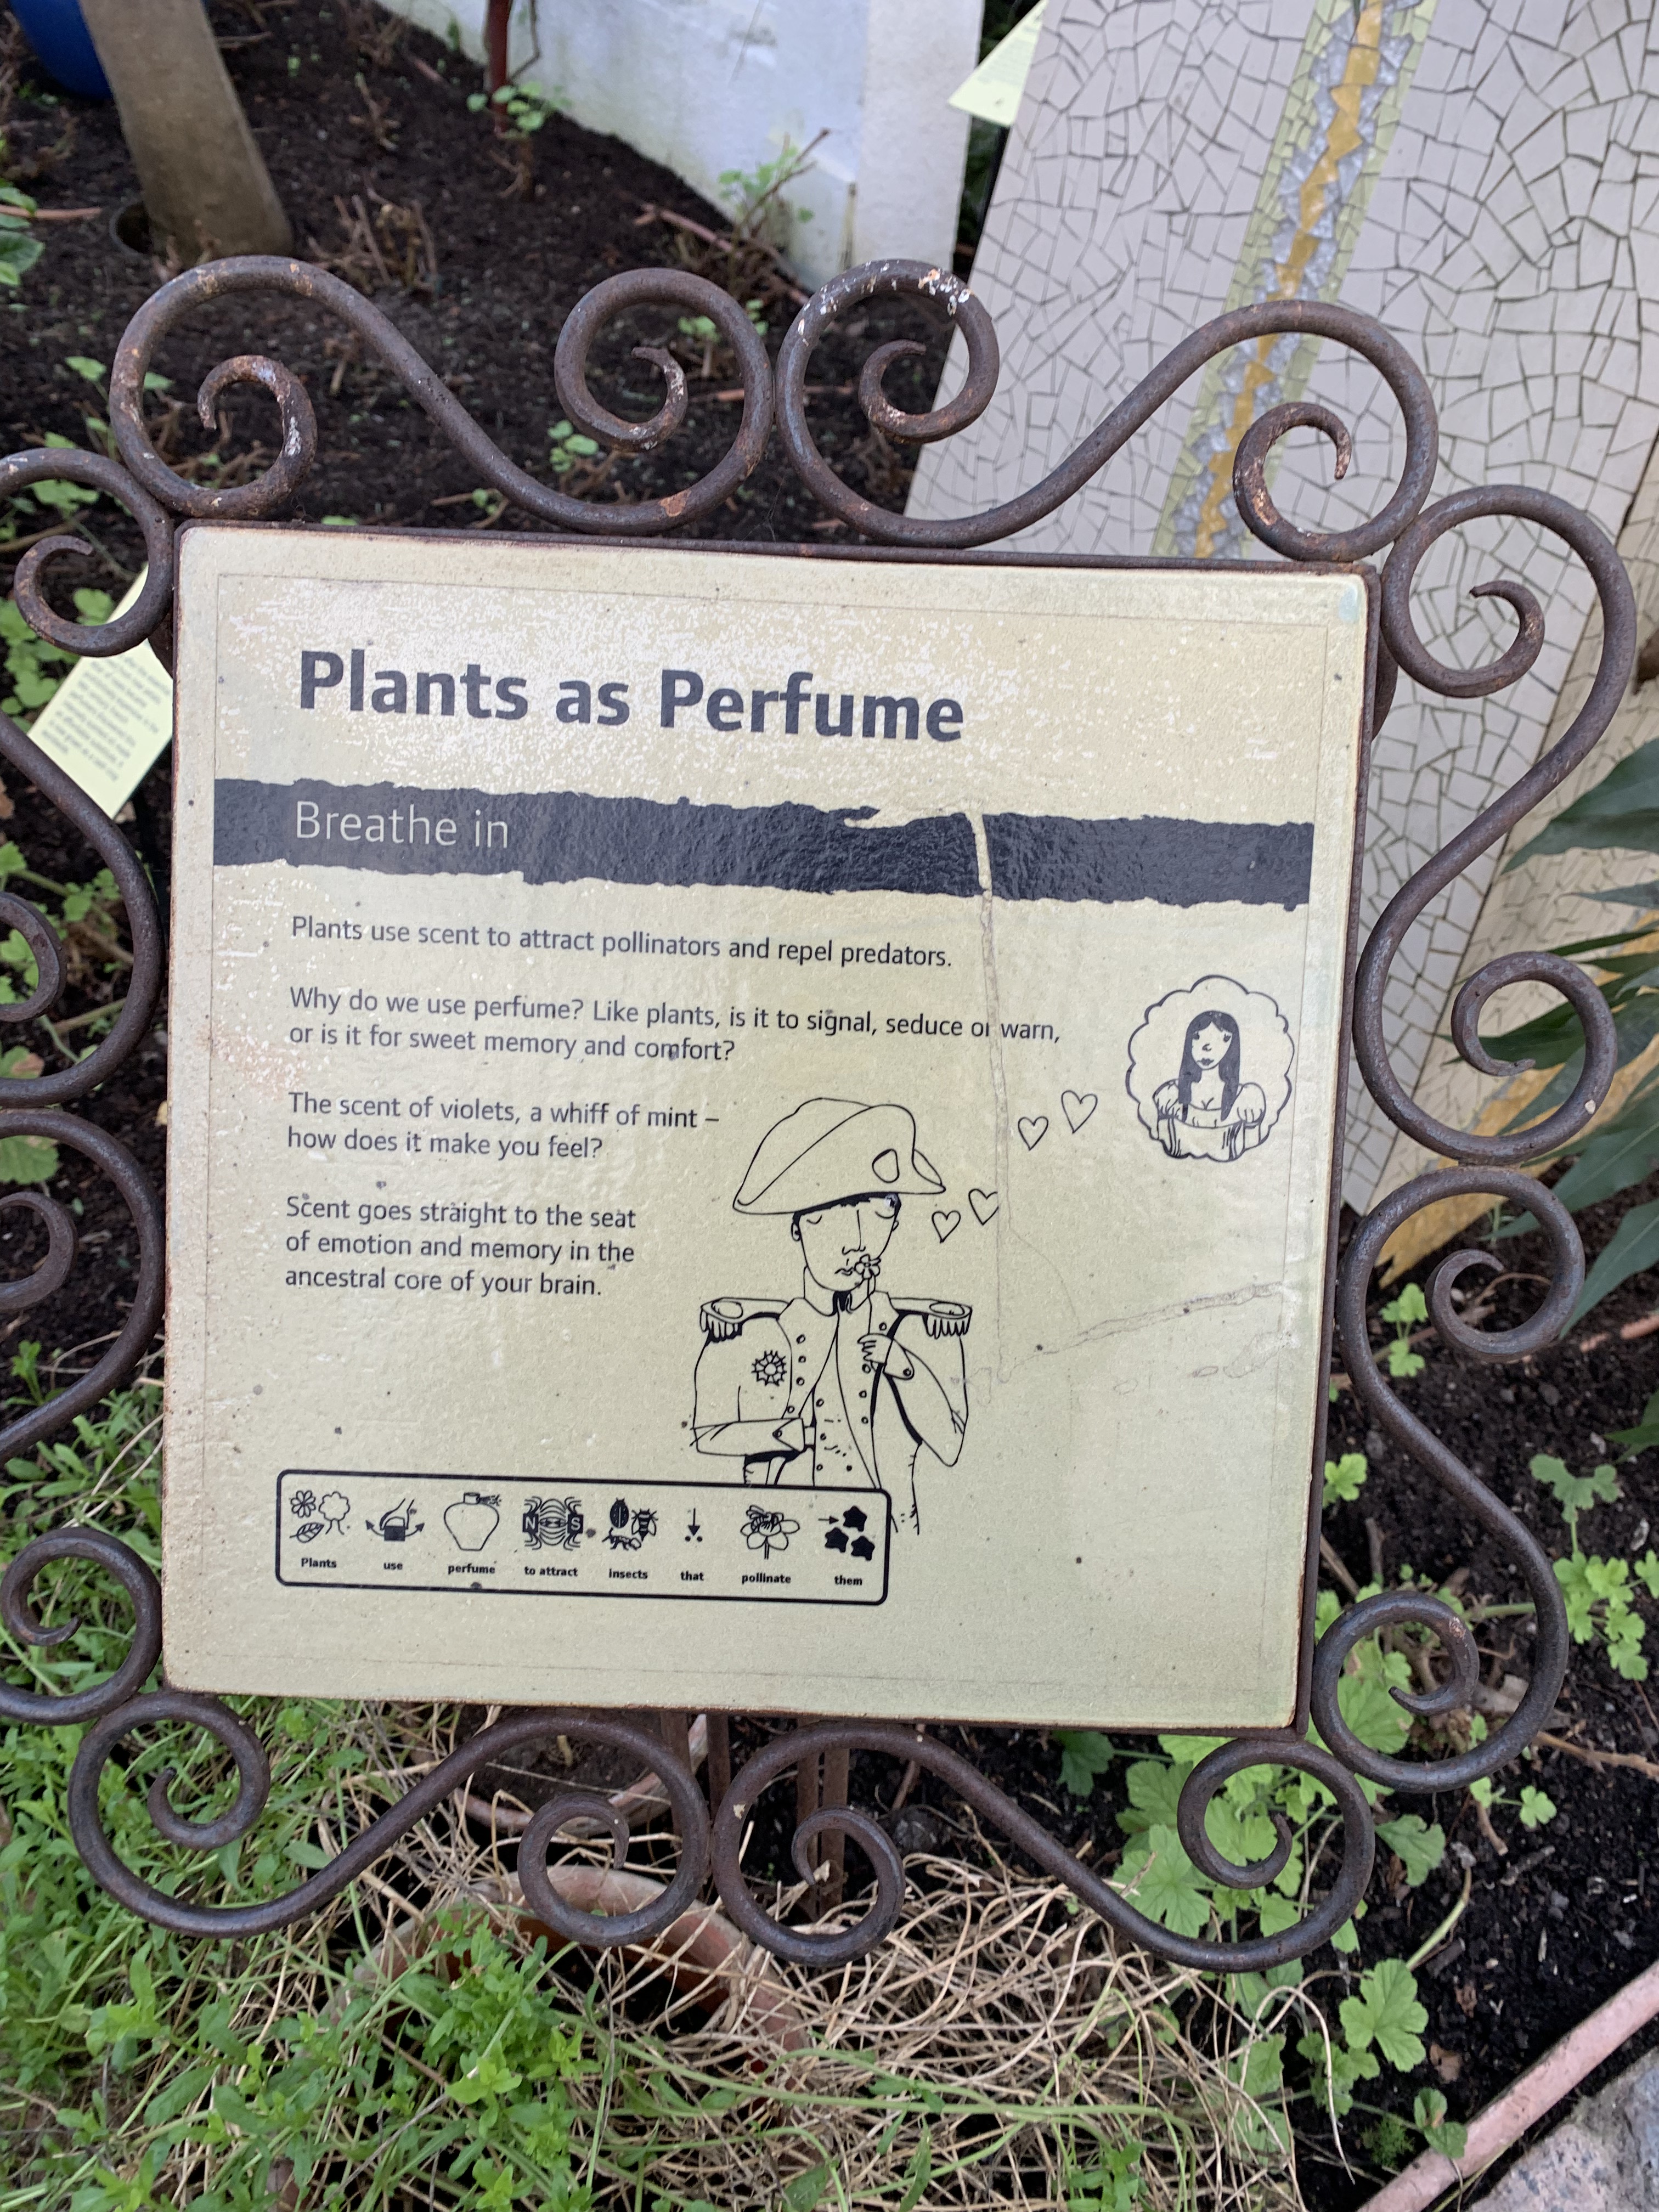 Plants as Perfume
Breathe in
Plants use scent to attract pollinators and repel predators.
Why do we use perfume? Like plants, is it to signal, seduce or warn,
or is it for sweet memory and comfort?
The scent of violets, a whiff of mint –
how does it make you feel?
Scent goes straight to the seat
of emotion and memory in the
ancestral core of your brain.
N S
Plants use perfume to attract insects that pollinate them